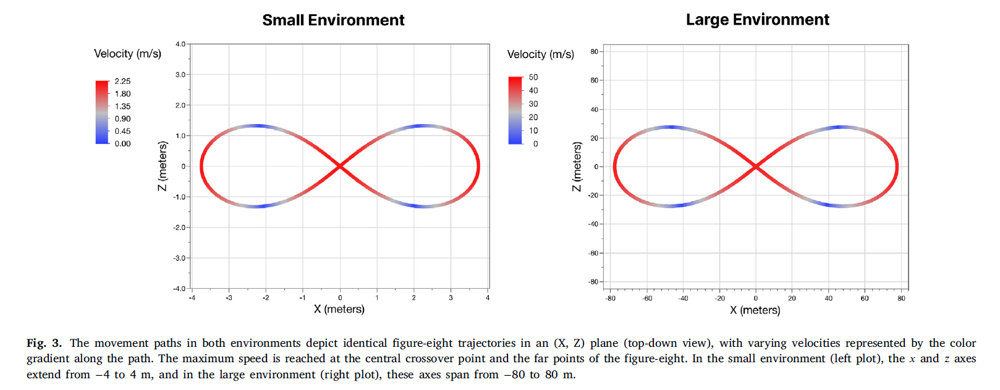 Small Environment
Velocity (m/s)
2.25
1.80
1.35
0.90
0.45
0.00
4.0
3.0
2.0
1.0
0
-1.0
-2.0
-3.0
-4.0
Z (meters)
-4 -3 -2 -1 0 1 2 3 4
X (meters)
Large Environment
Velocity (m/s)
50
40
30
20
10
0
80
60
40
20
0
-20
-40
-60
-80
Z (meters)
-80 -60 -40 -20 0 20 40 60 80
X (meters)
Fig. 3. The movement paths in both environments depict identical figure-eight trajectories in an (X, Z) plane (top-down view), with varying velocities represented by the color
gradient along the path. The maximum speed is reached at the central crossover point and the far points of the figure-eight. In the small environment (left plot), the x and z axes
extend from −4 to 4 m, and in the large environment (right plot), these axes span from −80 to 80 m.